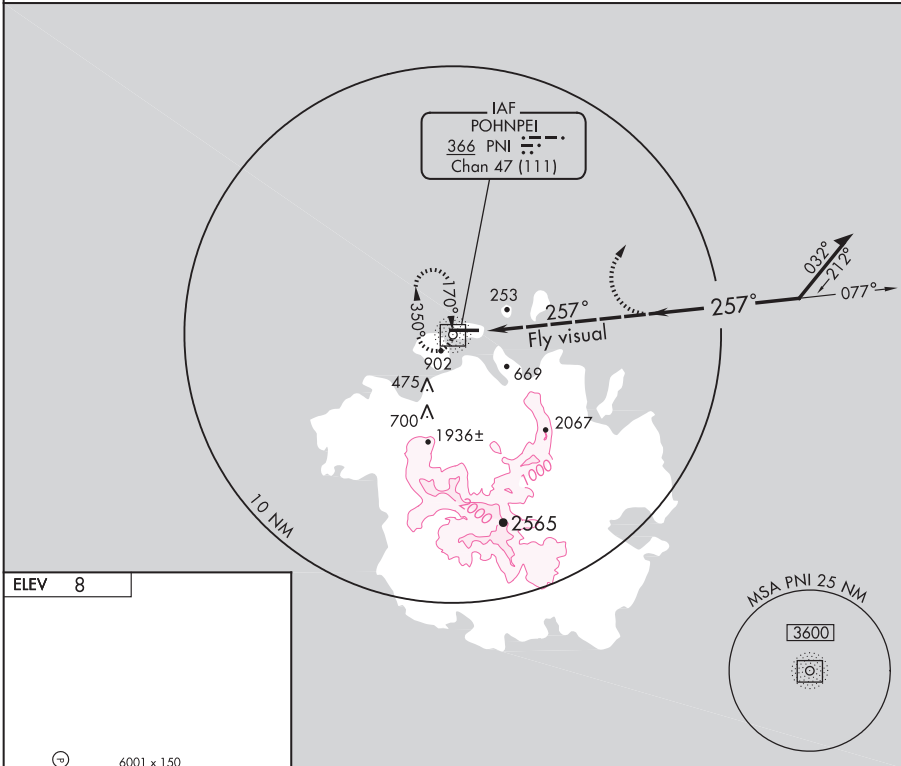 IAF
POHNPEI
366 PNI
Chan 47 (111)
032°
212°
077°
257°
257°
Fly visual
170°
350°
253
902
669
475
700
1936±
2067
1000
2000
2565
10 NM
ELEV 8
MSA PNI 25 NM
3600
P
6001 x 150